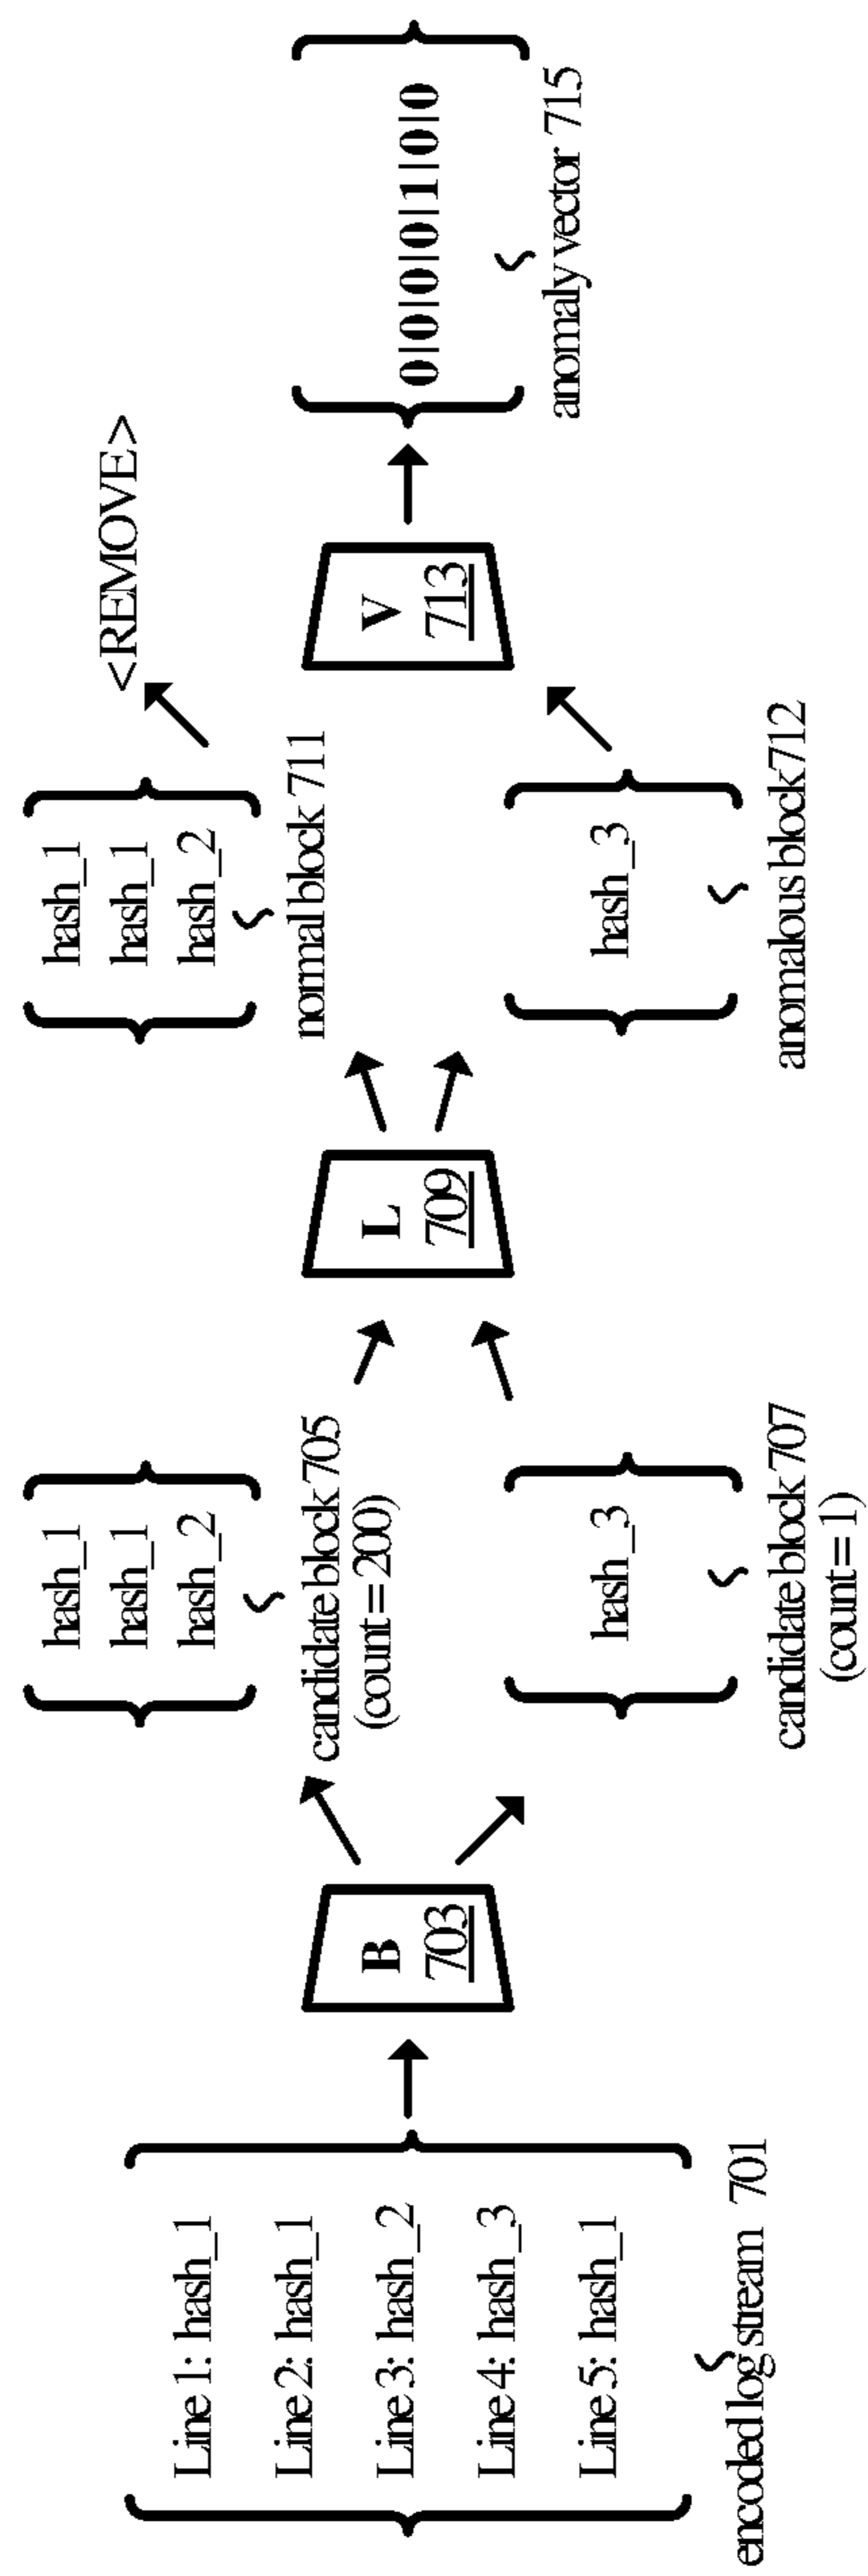 Line 1: hash_1
Line 2: hash_1
Line 3: hash_2
Line 4: hash_3
Line 5: hash_1
encoded log stream 701
B
703
hash_1
hash_1
hash_2
candidate block 705
(count = 200)
hash_3
candidate block 707
(count = 1)
L
709
hash_1
hash_1
hash_2
normal block 711
<REMOVE>
hash_3
anomalous block 712
V
713
0|0|0|0|1|0|0
anomaly vector 715